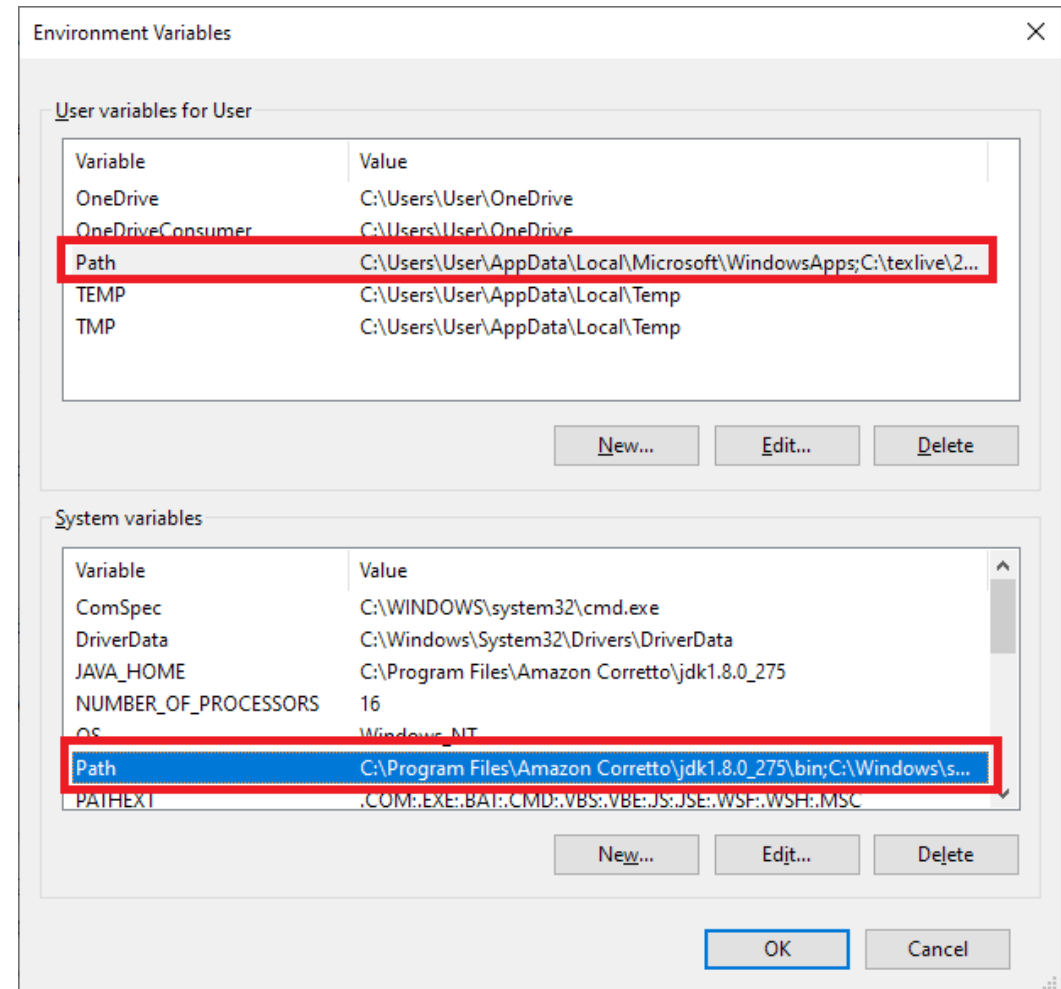 Environment Variables
User variables for User
Variable Value
OneDrive C:\Users\User\OneDrive
OneDriveConsumer C:\Users\User\OneDrive
Path C:\Users\User\AppData\Local\Microsoft\WindowsApps;C:\texlive\2...
TEMP C:\Users\User\AppData\Local\Temp
TMP C:\Users\User\AppData\Local\Temp
New... Edit... Delete
System variables
Variable Value
ComSpec C:\WINDOWS\system32\cmd.exe
DriverData C:\Windows\System32\Drivers\DriverData
JAVA_HOME C:\Program Files\Amazon Corretto\jdk1.8.0_275
NUMBER_OF_PROCESSORS 16
OS Windows_NT
Path C:\Program Files\Amazon Corretto\jdk1.8.0_275\bin;C:\Windows\s...
PATHEXT .COM;.EXE;.BAT;.CMD;.VBS;.VBE;.JS;.JSE;.WSF;.WSH;.MSC
New... Edit... Delete
OK Cancel